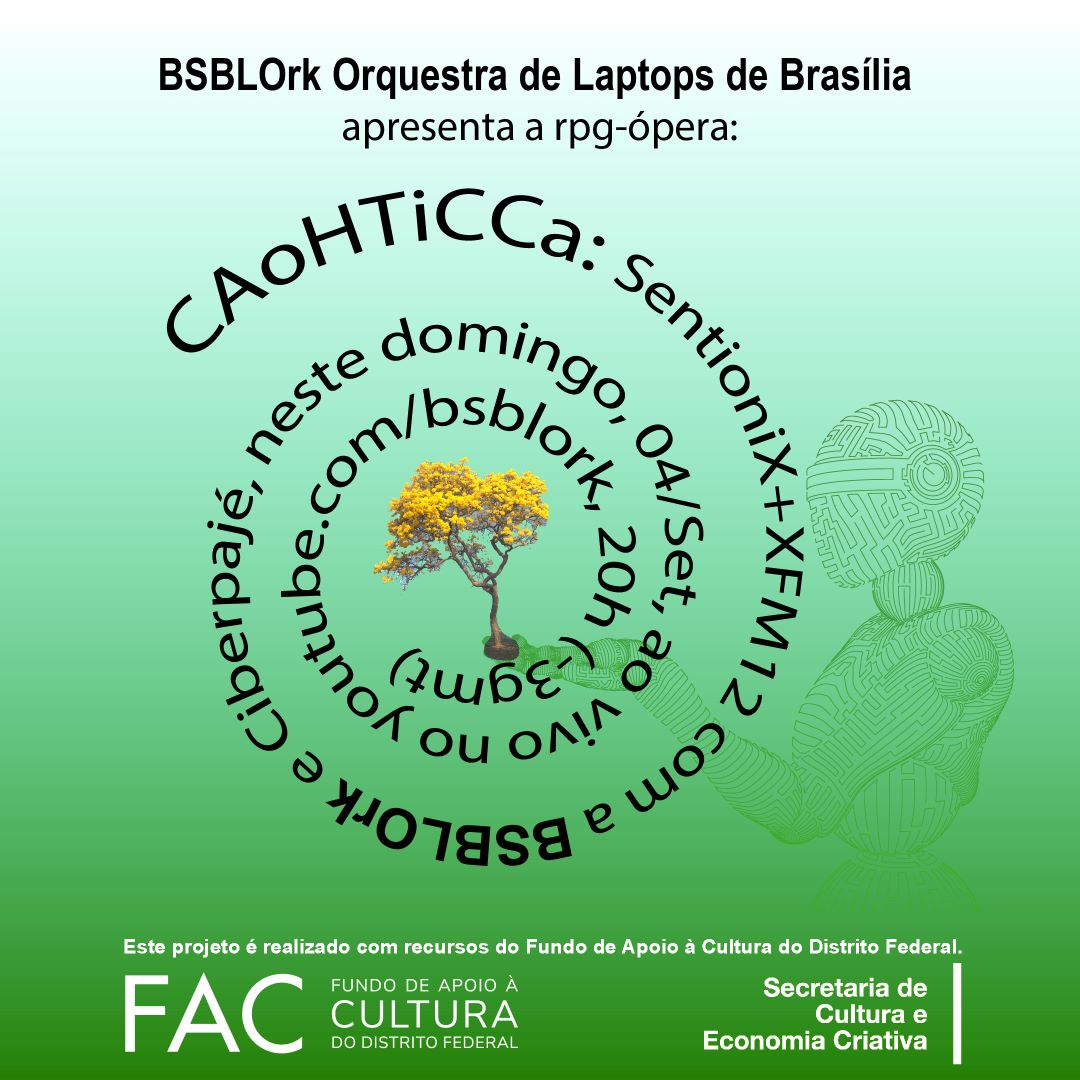 BSBLOrk Orquestra de Laptops de Brasília
apresenta a rpg-ópera:
CAoHTiCCa: SentioniX+XFM12 com a BSBLOrk e Ciberpajé, neste domingo, 04/Set, ao vivo no youtube.com/bsblork, 20h (-3gmt)
Este projeto é realizado com recursos do Fundo de Apoio à Cultura do Distrito Federal.
FAC
FUNDO DE APOIO À
CULTURA
DO DISTRITO FEDERAL
Secretaria de
Cultura e
Economia Criativa